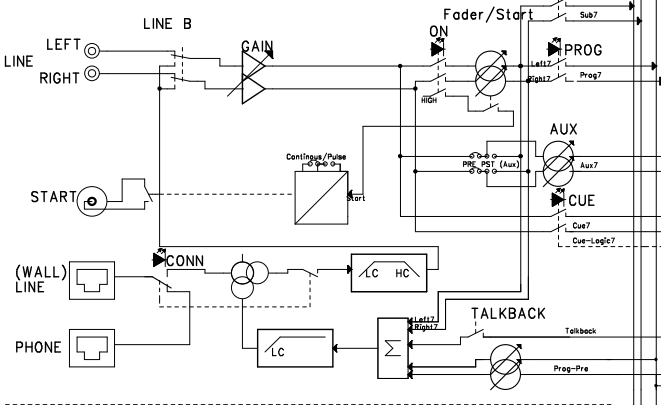 Fader/Start
Sub7
LINE B
ON
LEFT
GAIN
PROG
LINE
Left7
RIGHT
Right7
Prog7
HIGH
AUX
Contingus/Pulse
PRE PST (Aux)
Aux7
START
Start
CUE
Cue7
Cue-Logic7
CONN
(WALL)
LINE
LC HC
Left7
Right7
TALKBACK
Talkback
PHONE
LC
Σ
Prog-Pre